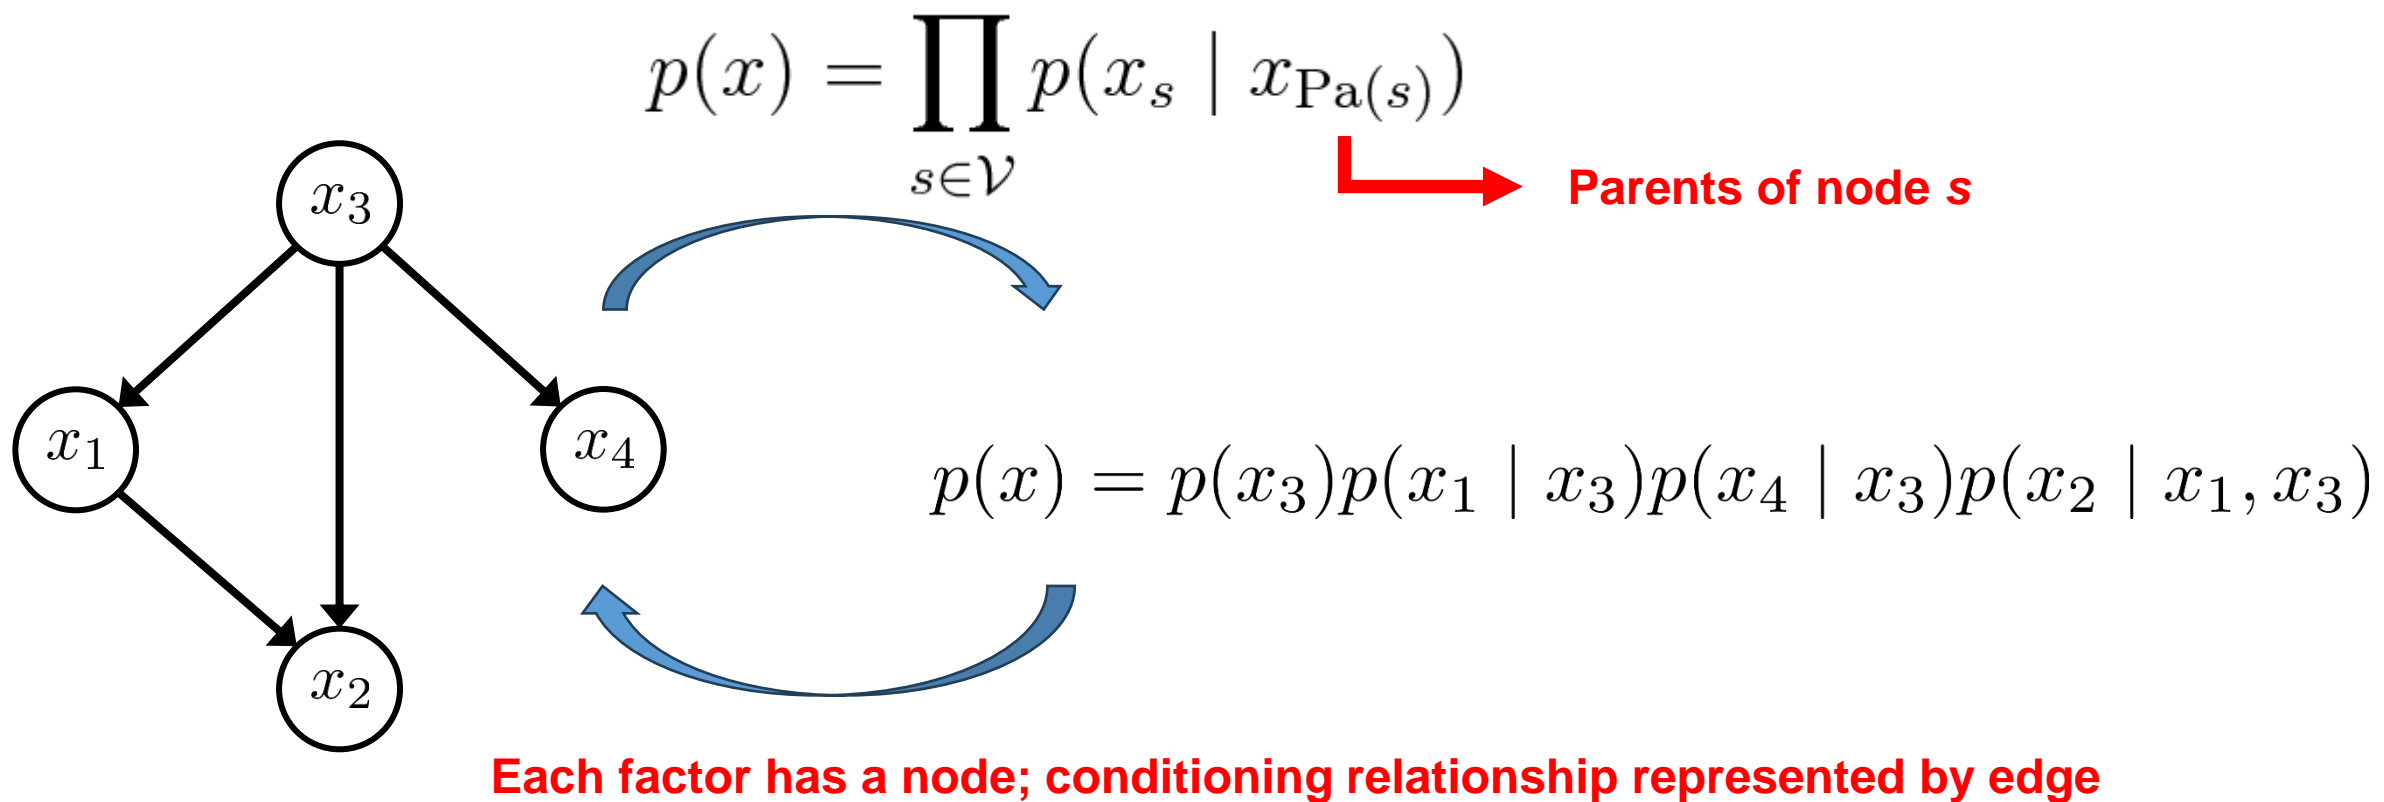 p(x) = ∏_{s∈𝒱} p(x_s | x_{Pa(s)})
Parents of node s
x_3
x_1
x_4
p(x) = p(x_3)p(x_1 | x_3)p(x_4 | x_3)p(x_2 | x_1, x_3)
x_2
Each factor has a node; conditioning relationship represented by edge